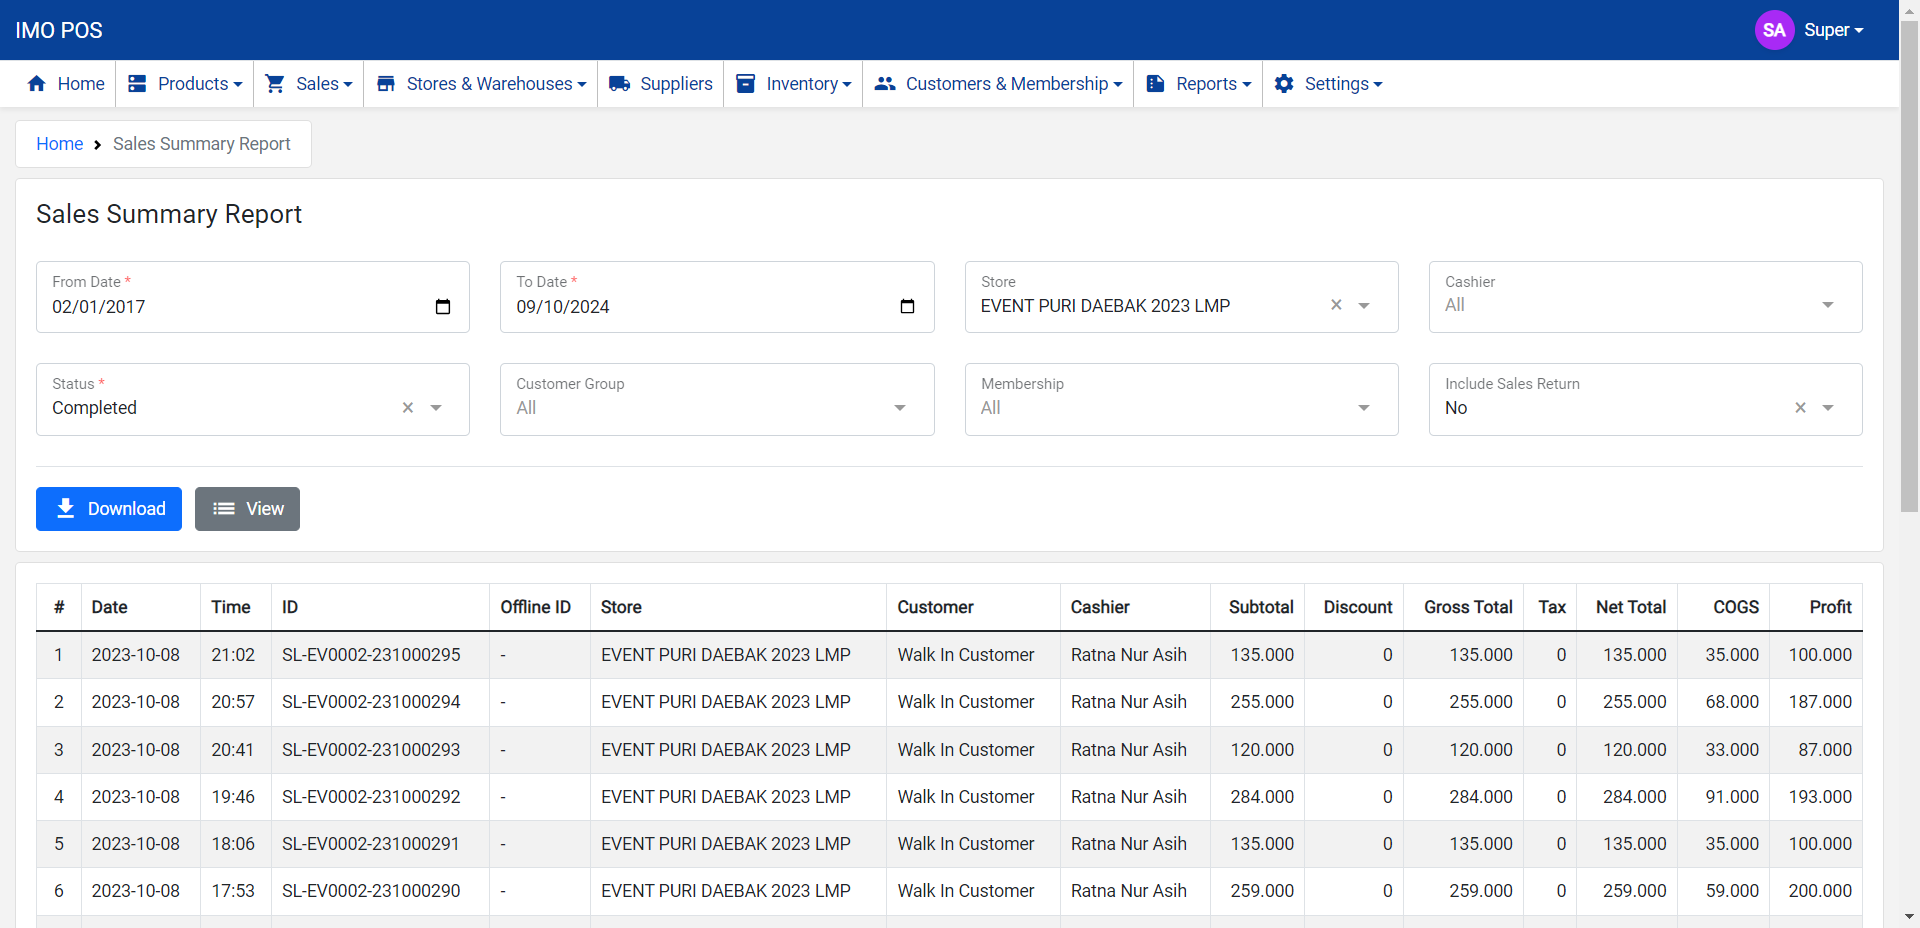 IMO POS
SA Super
Home Products Sales Stores & Warehouses Suppliers Inventory Customers & Membership Reports Settings
Home Sales Summary Report
Sales Summary Report
From Date * To Date * Store Cashier
02/01/2017 09/10/2024 EVENT PURI DAEBAK 2023 LMP × All
Status * Customer Group Membership Include Sales Return
Completed × All All No ×
Download View
# Date Time ID Offline ID Store Customer Cashier Subtotal Discount Gross Total Tax Net Total COGS Profit
1 2023-10-08 21:02 SL-EV0002-231000295 - EVENT PURI DAEBAK 2023 LMP Walk In Customer Ratna Nur Asih 135.000 0 135.000 0 135.000 35.000 100.000
2 2023-10-08 20:57 SL-EV0002-231000294 - EVENT PURI DAEBAK 2023 LMP Walk In Customer Ratna Nur Asih 255.000 0 255.000 0 255.000 68.000 187.000
3 2023-10-08 20:41 SL-EV0002-231000293 - EVENT PURI DAEBAK 2023 LMP Walk In Customer Ratna Nur Asih 120.000 0 120.000 0 120.000 33.000 87.000
4 2023-10-08 19:46 SL-EV0002-231000292 - EVENT PURI DAEBAK 2023 LMP Walk In Customer Ratna Nur Asih 284.000 0 284.000 0 284.000 91.000 193.000
5 2023-10-08 18:06 SL-EV0002-231000291 - EVENT PURI DAEBAK 2023 LMP Walk In Customer Ratna Nur Asih 135.000 0 135.000 0 135.000 35.000 100.000
6 2023-10-08 17:53 SL-EV0002-231000290 - EVENT PURI DAEBAK 2023 LMP Walk In Customer Ratna Nur Asih 259.000 0 259.000 0 259.000 59.000 200.000